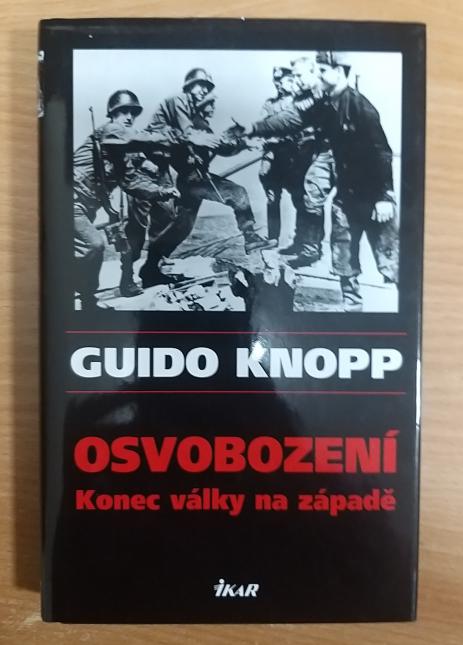 GUIDO KNOPP
OSVOBOZENÍ
Konec války na západě
IKAR